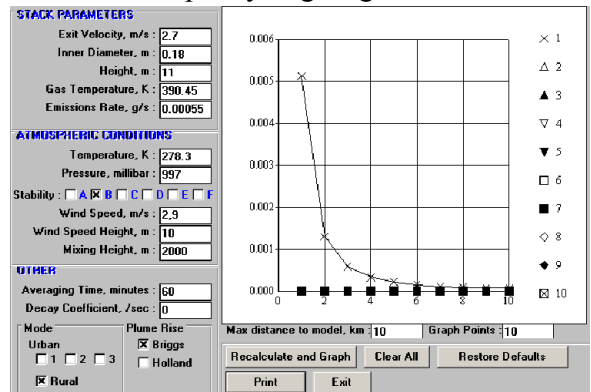 STACK PARAMETERS
Exit Velocity, m/s : 2.7
Inner Diameter, m : 0.18
Height, m : 11
Gas Temperature, K : 390.45
Emissions Rate, g/s : 0.00055
ATMOSPHERIC CONDITIONS
Temperature, K : 278.3
Pressure, millibar : 997
Stability : A B C D E F
Wind Speed, m/s : 2,9
Wind Speed Height, m : 10
Mixing Height, m : 2000
OTHER
Averaging Time, minutes : 60
Decay Coefficient, /sec : 0
Mode
Urban
1 2 3
Rural
Plume Rise
Briggs
Holland
0.006
0.005
0.004
0.003
0.002
0.001
0.000
0 2 4 6 8 10
1
2
3
4
5
6
7
8
9
10
Max distance to model, km : 10 Graph Points : 10
Recalculate and Graph Clear All Restore Defaults
Print Exit